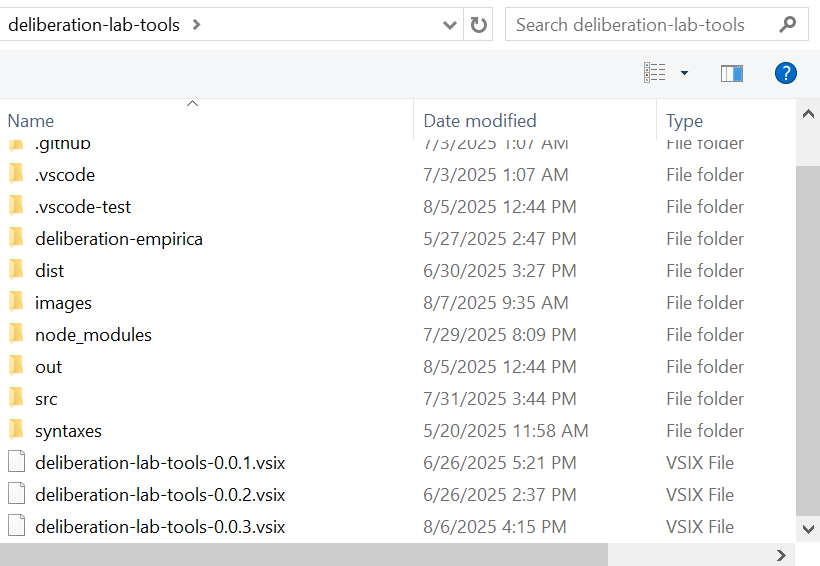 deliberation-lab-tools
Search deliberation-lab-tools
?
Name Date modified Type
.github 7/3/2025 1:07 AM File folder
.vscode 7/3/2025 1:07 AM File folder
.vscode-test 8/5/2025 12:44 PM File folder
deliberation-empirica 5/27/2025 2:47 PM File folder
dist 6/30/2025 3:27 PM File folder
images 8/7/2025 9:35 AM File folder
node_modules 7/29/2025 8:09 PM File folder
out 8/5/2025 12:44 PM File folder
src 7/31/2025 3:44 PM File folder
syntaxes 5/20/2025 11:58 AM File folder
deliberation-lab-tools-0.0.1.vsix 6/26/2025 5:21 PM VSIX File
deliberation-lab-tools-0.0.2.vsix 6/26/2025 2:37 PM VSIX File
deliberation-lab-tools-0.0.3.vsix 8/6/2025 4:15 PM VSIX File